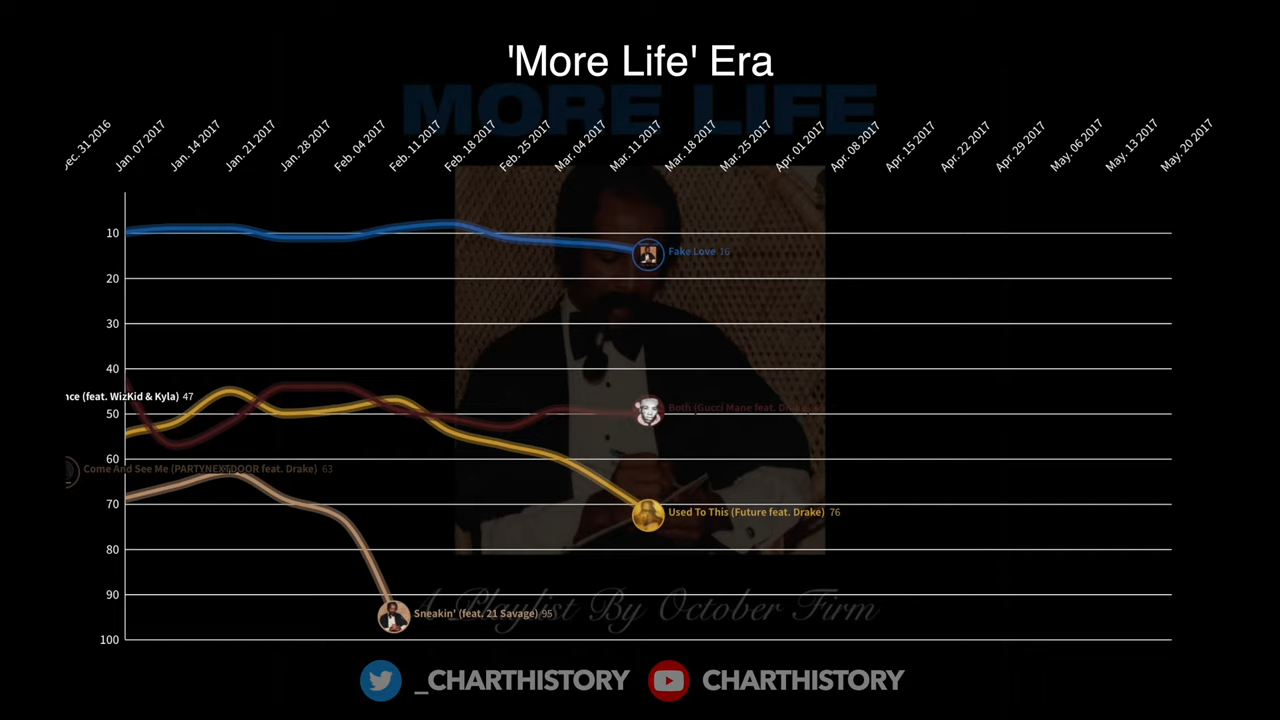 'More Life' Era
MORE LIFE
Dec. 31 2016
Jan. 07 2017
Jan. 14 2017
Jan. 21 2017
Jan. 28 2017
Feb. 04 2017
Feb. 11 2017
Feb. 18 2017
Feb. 25 2017
Mar. 04 2017
Mar. 11 2017
Mar. 18 2017
Mar. 25 2017
Apr. 01 2017
Apr. 08 2017
Apr. 15 2017
Apr. 22 2017
Apr. 29 2017
May. 06 2017
May. 13 2017
May. 20 2017
10
Fake Love 16
20
30
40
nce (feat. WizKid & Kyla) 47
Both (Gucci Mane feat. Drake)
50
60
Come And See Me (PARTYNEXTDOOR feat. Drake) 63
70
Used To This (Future feat. Drake) 76
80
90
A Playlist By October Firm
Sneakin' (feat. 21 Savage) 95
100
_CHARTHISTORY
CHARTHISTORY